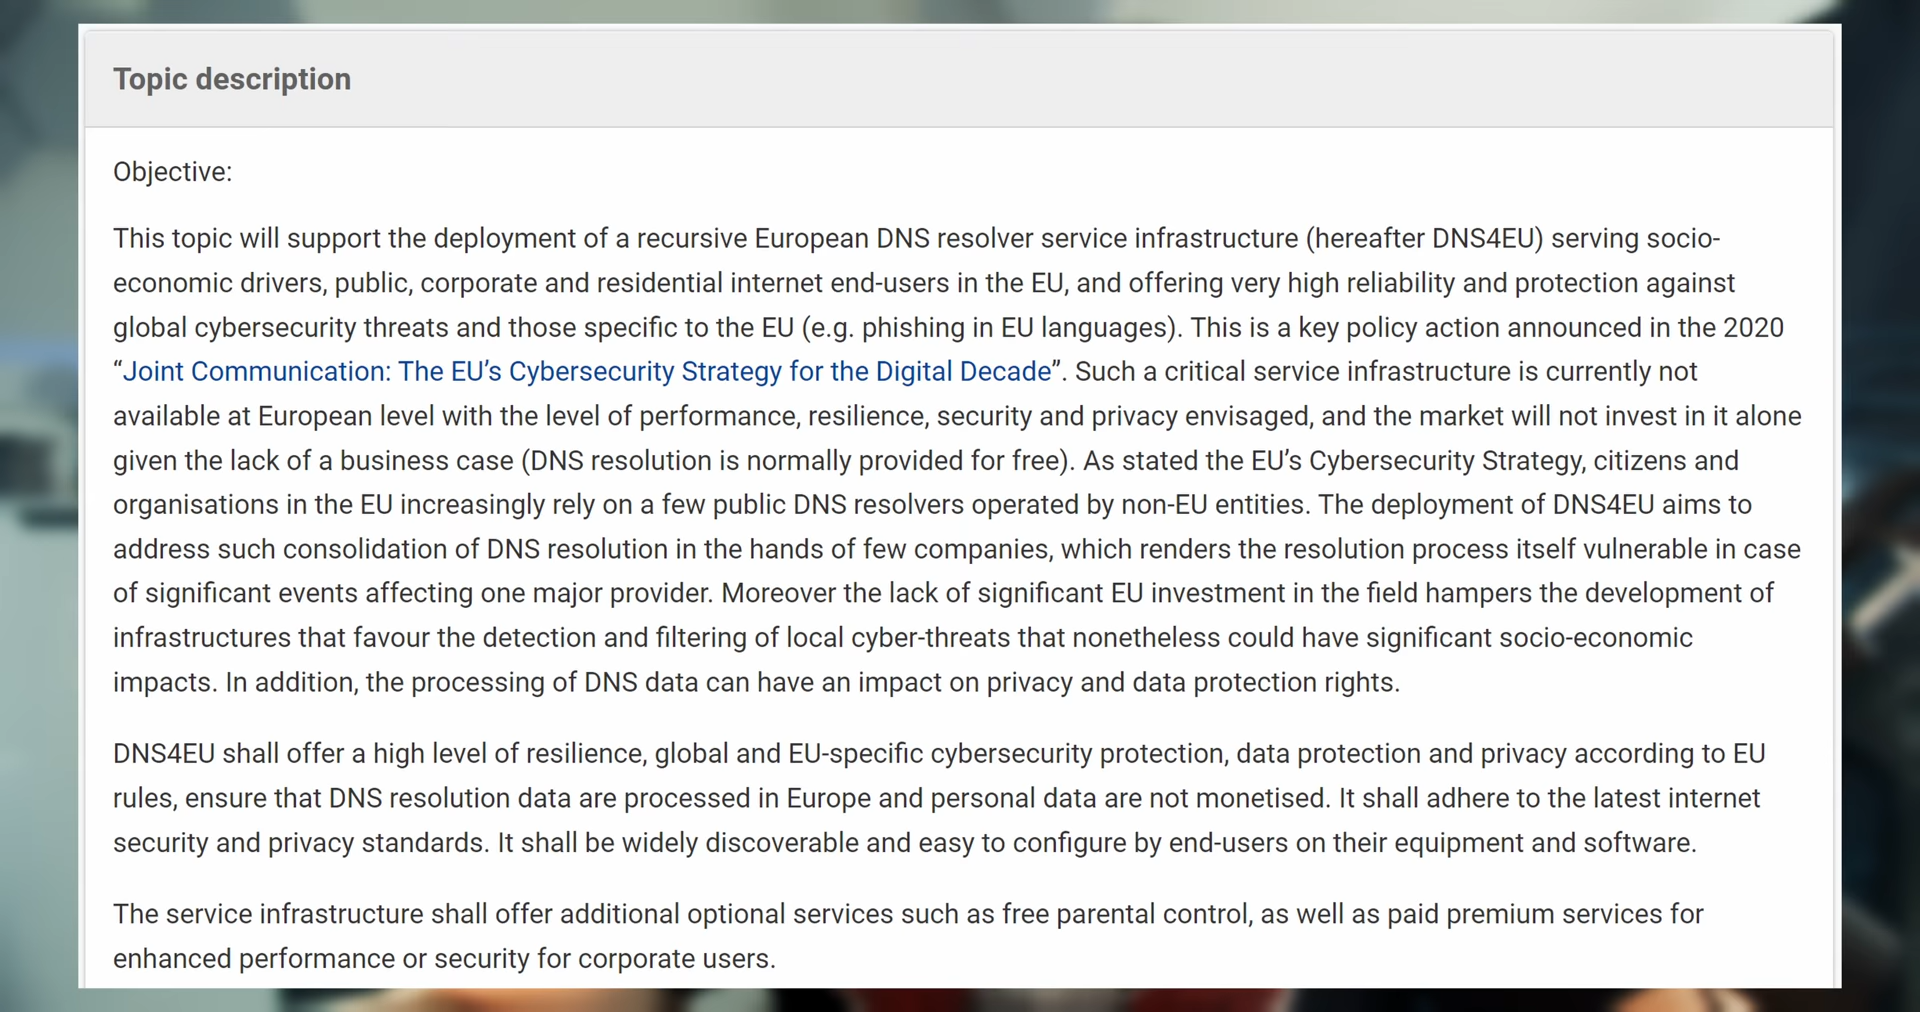 Topic description
Objective:
This topic will support the deployment of a recursive European DNS resolver service infrastructure (hereafter DNS4EU) serving socio-
economic drivers, public, corporate and residential internet end-users in the EU, and offering very high reliability and protection against
global cybersecurity threats and those specific to the EU (e.g. phishing in EU languages). This is a key policy action announced in the 2020
“Joint Communication: The EU’s Cybersecurity Strategy for the Digital Decade”. Such a critical service infrastructure is currently not
available at European level with the level of performance, resilience, security and privacy envisaged, and the market will not invest in it alone
given the lack of a business case (DNS resolution is normally provided for free). As stated the EU’s Cybersecurity Strategy, citizens and
organisations in the EU increasingly rely on a few public DNS resolvers operated by non-EU entities. The deployment of DNS4EU aims to
address such consolidation of DNS resolution in the hands of few companies, which renders the resolution process itself vulnerable in case
of significant events affecting one major provider. Moreover the lack of significant EU investment in the field hampers the development of
infrastructures that favour the detection and filtering of local cyber-threats that nonetheless could have significant socio-economic
impacts. In addition, the processing of DNS data can have an impact on privacy and data protection rights.
DNS4EU shall offer a high level of resilience, global and EU-specific cybersecurity protection, data protection and privacy according to EU
rules, ensure that DNS resolution data are processed in Europe and personal data are not monetised. It shall adhere to the latest internet
security and privacy standards. It shall be widely discoverable and easy to configure by end-users on their equipment and software.
The service infrastructure shall offer additional optional services such as free parental control, as well as paid premium services for
enhanced performance or security for corporate users.